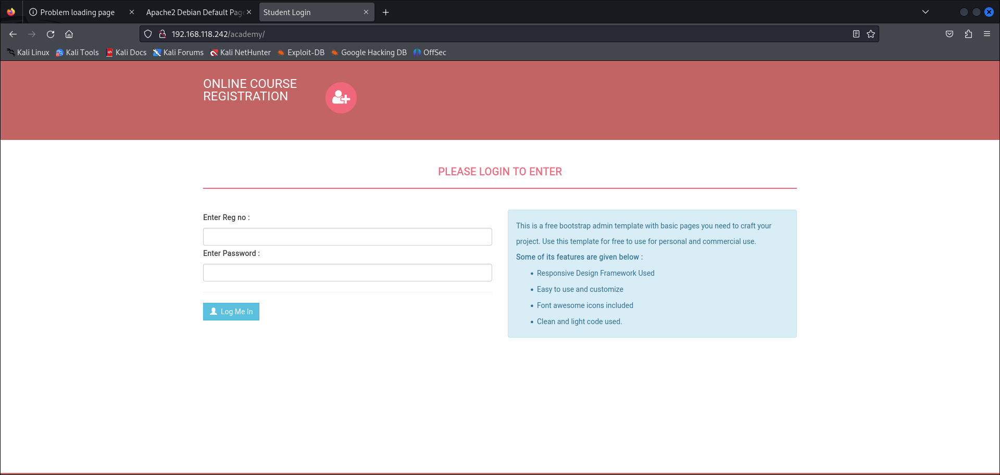 Problem loading page
Apache2 Debian Default Pag
Student Login
192.168.118.242/academy/
Kali Linux
Kali Tools
Kali Docs
Kali Forums
Kali NetHunter
Exploit-DB
Google Hacking DB
OffSec
ONLINE COURSE
REGISTRATION
PLEASE LOGIN TO ENTER
Enter Reg no :
Enter Password :
Log Me In
This is a free bootstrap admin template with basic pages you need to craft your
project. Use this template for free to use for personal and commercial use.
Some of its features are given below :
Responsive Design Framework Used
Easy to use and customize
Font awesome icons included
Clean and light code used.